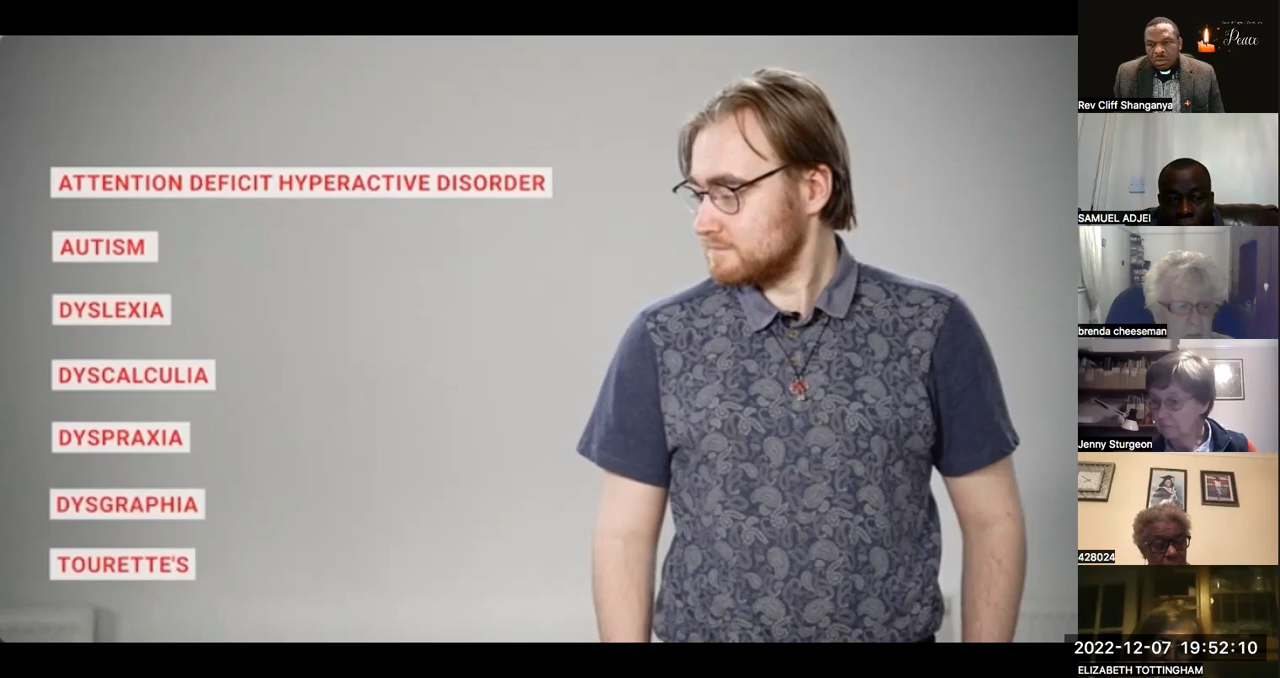 ATTENTION DEFICIT HYPERACTIVE DISORDER
AUTISM
DYSLEXIA
DYSCALCULIA
DYSPRAXIA
DYSGRAPHIA
TOURETTE'S
Peace
Rev Cliff Shanganya
SAMUEL ADJEI
brenda cheeseman
Jenny Sturgeon
428024
2022-12-07 19:52:10
ELIZABETH TOTTINGHAM